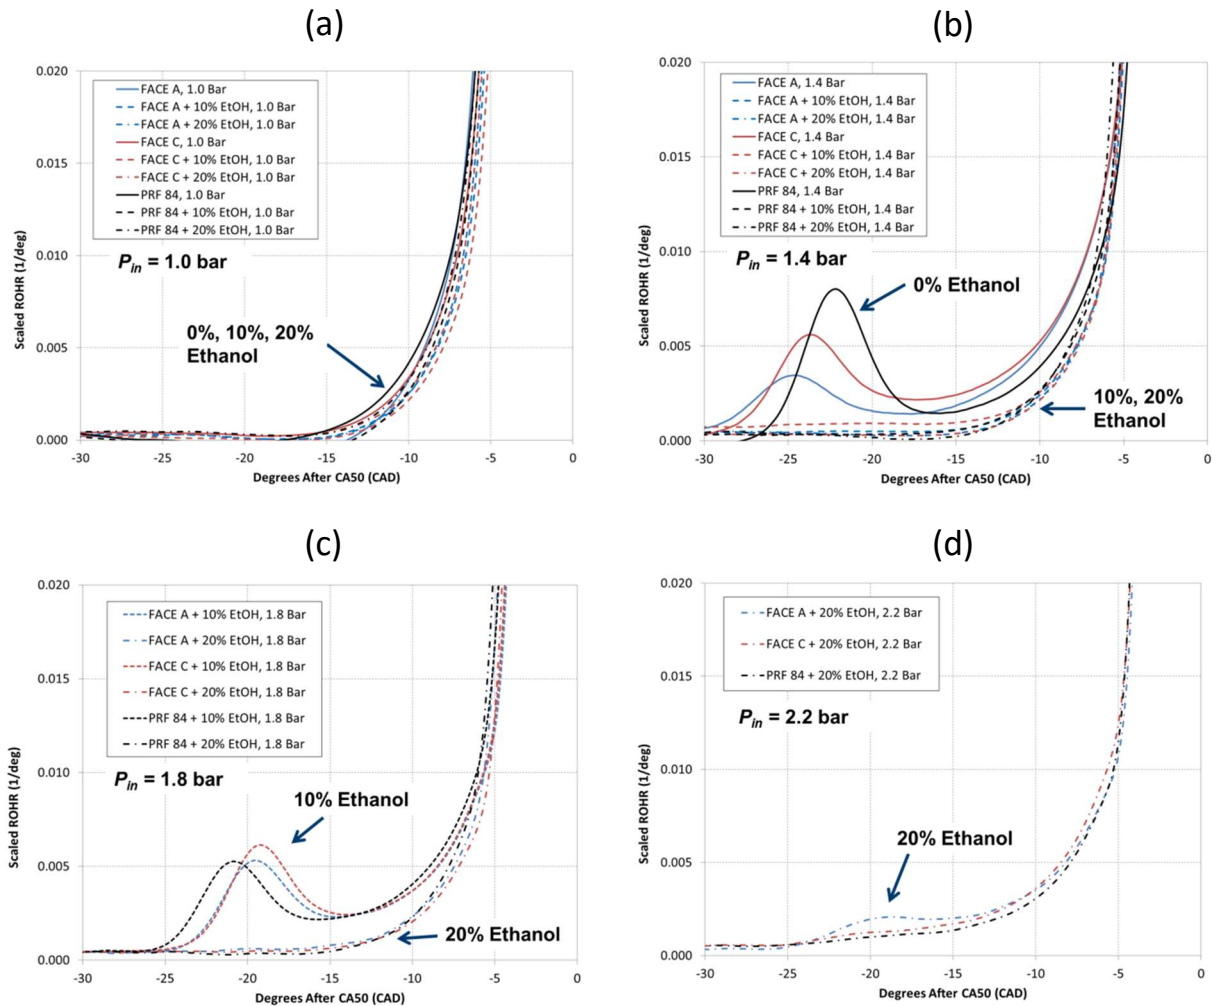 (a)
0.020
0.015
0.010
0.005
0.000
Scaled ROHR (1/deg)
FACE A, 1.0 Bar
FACE A + 10% EtOH, 1.0 Bar
FACE A + 20% EtOH, 1.0 Bar
FACE C, 1.0 Bar
FACE C + 10% EtOH, 1.0 Bar
FACE C + 20% EtOH, 1.0 Bar
PRF 84, 1.0 Bar
PRF 84 + 10% EtOH, 1.0 Bar
PRF 84 + 20% EtOH, 1.0 Bar
Pin = 1.0 bar
0%, 10%, 20%
Ethanol
-30 -25 -20 -15 -10 -5 0
Degrees After CA50 (CAD)
(b)
0.020
0.015
0.010
0.005
0.000
Scaled ROHR (1/deg)
FACE A, 1.4 Bar
FACE A + 10% EtOH, 1.4 Bar
FACE A + 20% EtOH, 1.4 Bar
FACE C, 1.4 Bar
FACE C + 10% EtOH, 1.4 Bar
FACE C + 20% EtOH, 1.4 Bar
PRF 84, 1.4 Bar
PRF 84 + 10% EtOH, 1.4 Bar
PRF 84 + 20% EtOH, 1.4 Bar
Pin = 1.4 bar
0% Ethanol
10%, 20%
Ethanol
-30 -25 -20 -15 -10 -5 0
Degrees After CA50 (CAD)
(c)
0.020
0.015
0.010
0.005
0.000
Scaled ROHR (1/deg)
FACE A + 10% EtOH, 1.8 Bar
FACE A + 20% EtOH, 1.8 Bar
FACE C + 10% EtOH, 1.8 Bar
FACE C + 20% EtOH, 1.8 Bar
PRF 84 + 10% EtOH, 1.8 Bar
PRF 84 + 20% EtOH, 1.8 Bar
Pin = 1.8 bar
10% Ethanol
20% Ethanol
-30 -25 -20 -15 -10 -5 0
Degrees After CA50 (CAD)
(d)
0.020
0.015
0.010
0.005
0.000
Scaled ROHR (1/deg)
FACE A + 20% EtOH, 2.2 Bar
FACE C + 20% EtOH, 2.2 Bar
PRF 84 + 20% EtOH, 2.2 Bar
Pin = 2.2 bar
20% Ethanol
-30 -25 -20 -15 -10 -5 0
Degrees After CA50 (CAD)